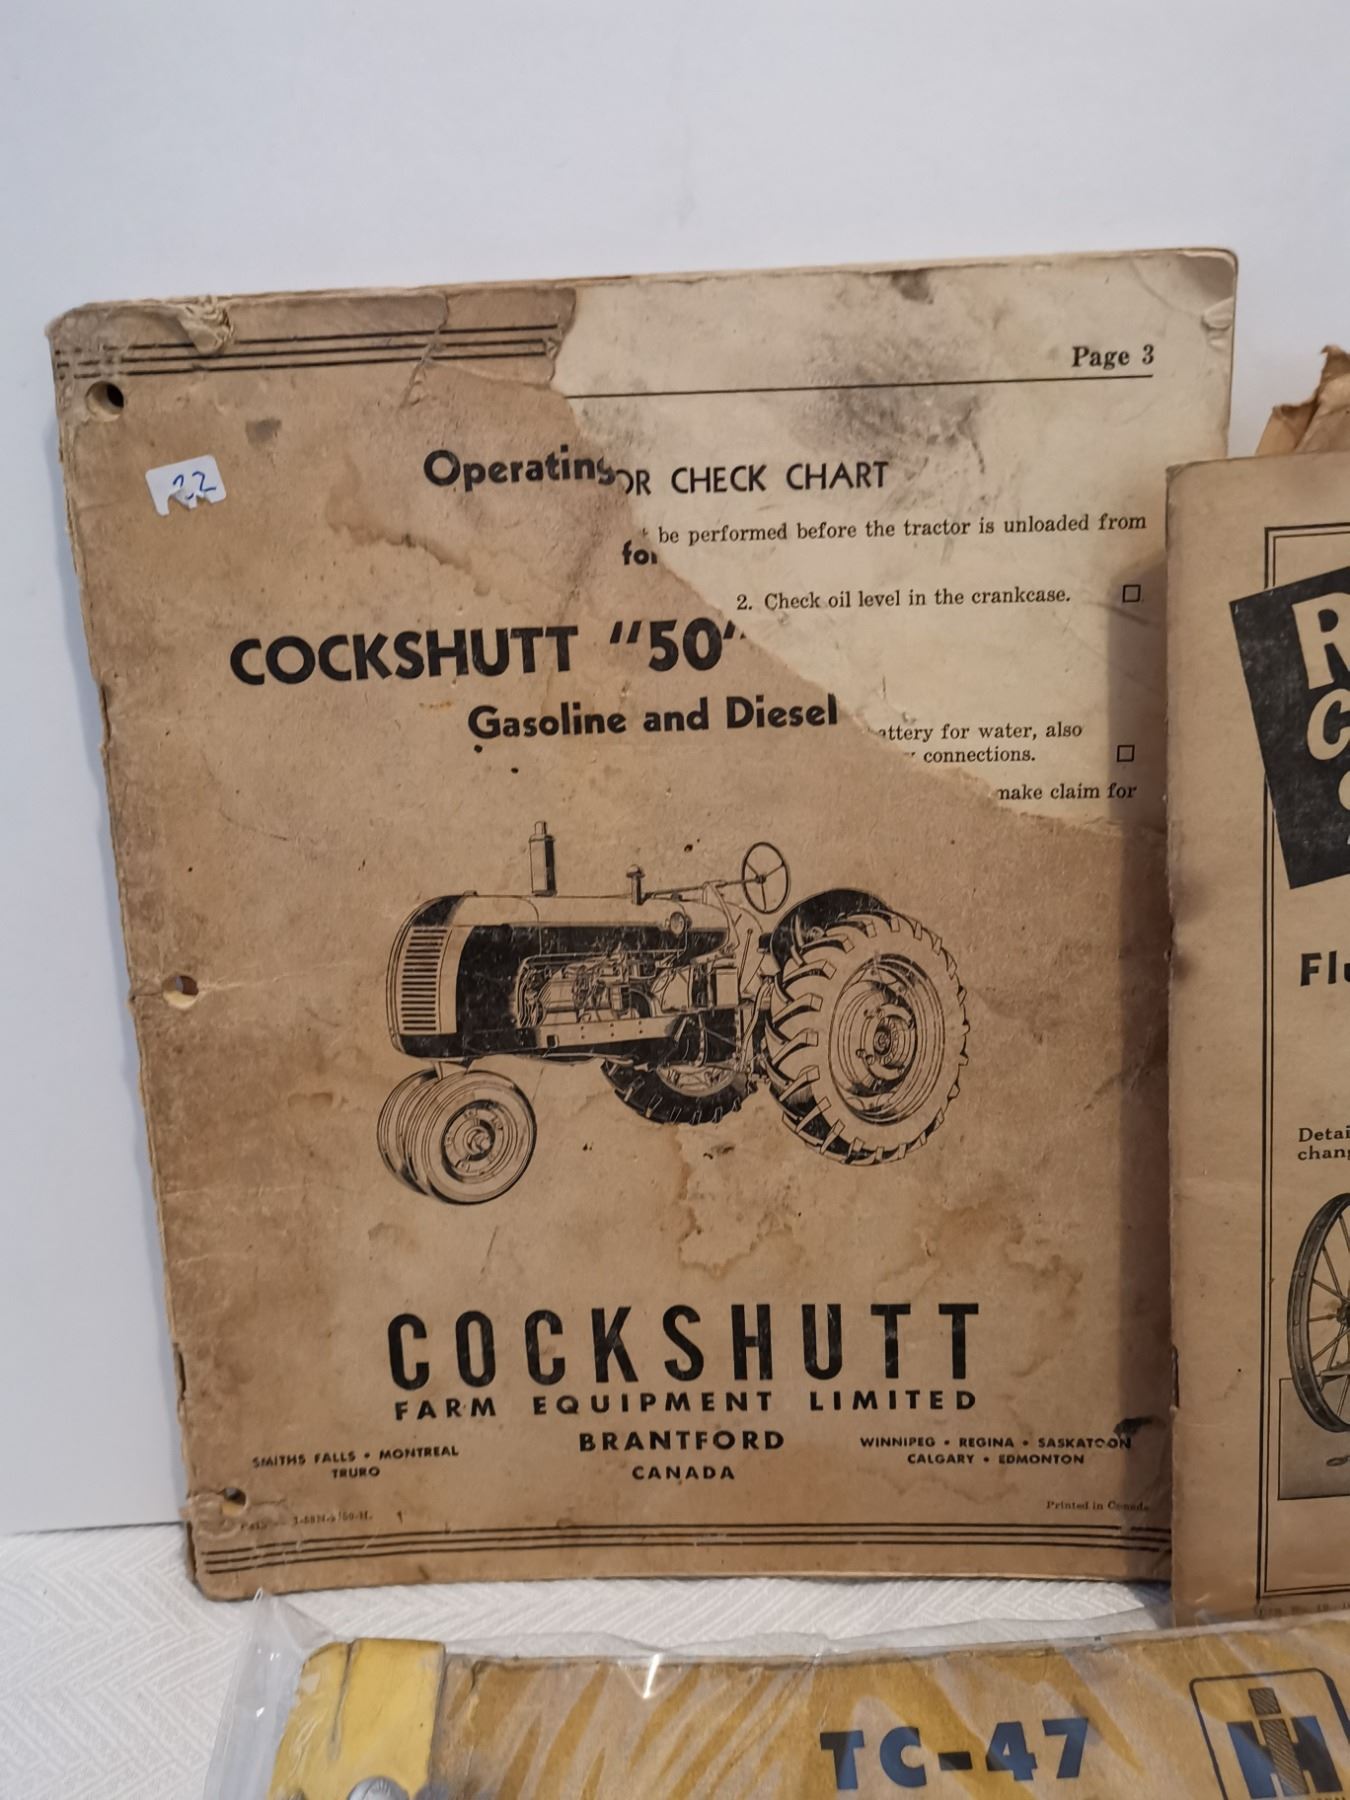 Page 3
22
Operating
OR CHECK CHART
be performed before the tractor is unloaded from
for
2. Check oil level in the crankcase.
COCKSHUTT "50"
Gasoline and Diesel
attery for water, also
connections.
make claim for
COCKSHUTT
FARM EQUIPMENT LIMITED
BRANTFORD
CANADA
SMITHS FALLS • MONTREAL
TRURO
WINNIPEG • REGINA • SASKATOON
CALGARY • EDMONTON
Printed in Canada
R
C
Flu
Detai
chang
TC-47
IH